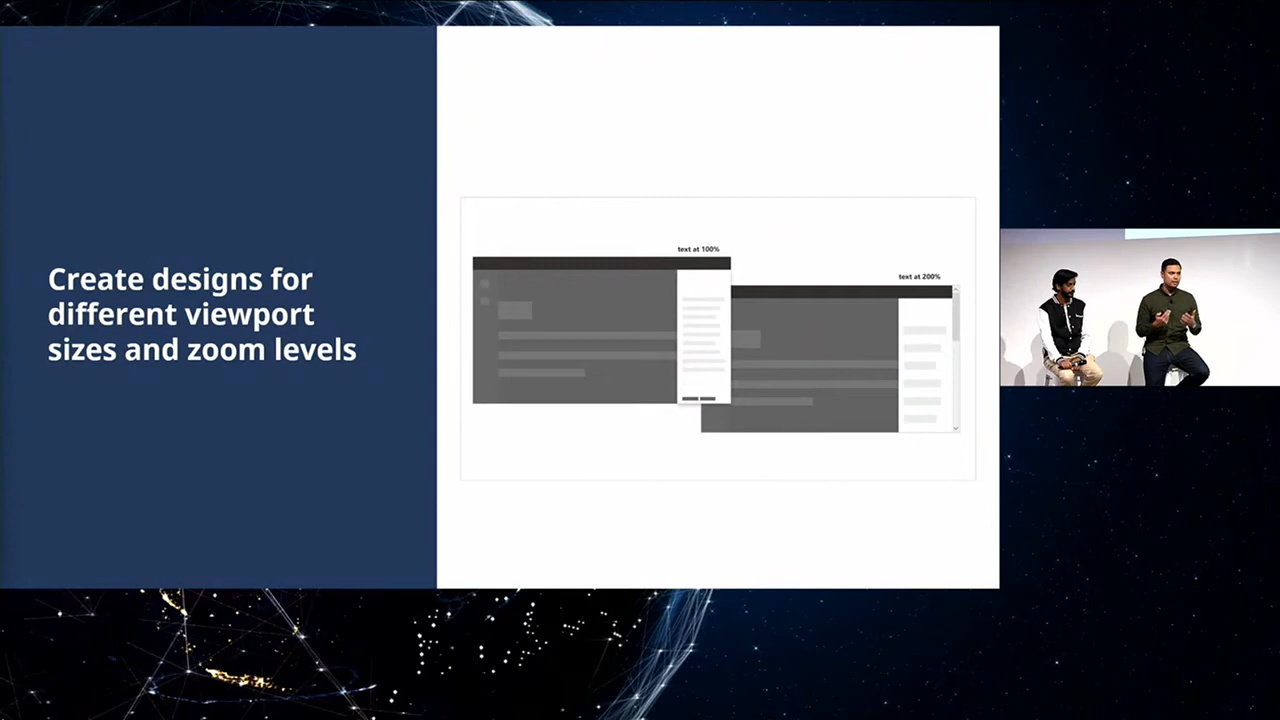 Create designs for
different viewport
sizes and zoom levels
text at 100%
text at 200%